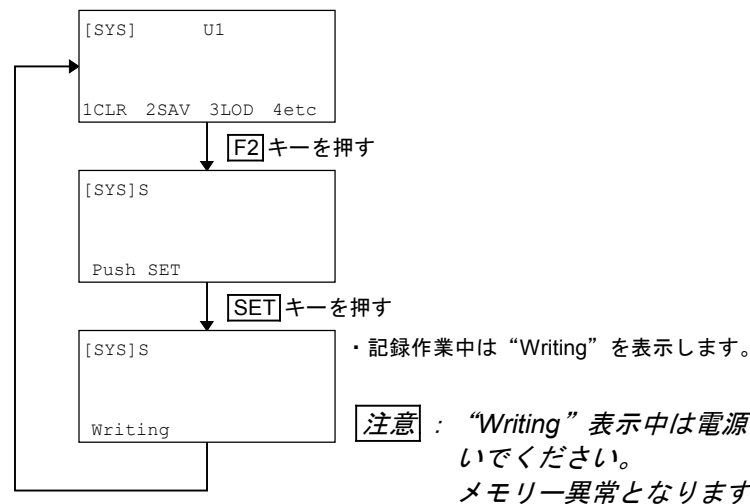 [SYS] U1
1CLR 2SAV 3LOD 4etc
F2キーを押す
[SYS]S
Push SET
SETキーを押す
[SYS]S
・記録作業中は“Writing”を表示します。
Writing
注意 : “Writing”表示中は電源
いでください。
メモリー異常となります